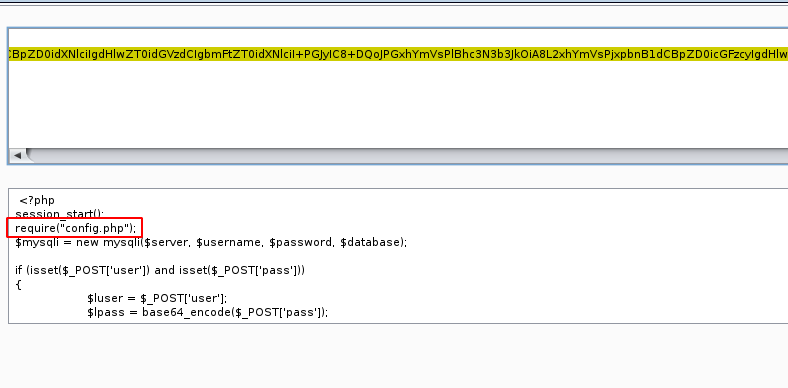 BpZD0idXNlciIgdHlwZT0idGVzdCIgbmFtZT0idXNlciI+PGJyIC8+DQoJPGxhYmVsPlBhc3N3b3JkOiA8L2xhYmVsPjxpbnB1dCBpZD0icGFzcyIgdHlw
<?php
session_start();
require("config.php");
$mysqli = new mysqli($server, $username, $password, $database);
if (isset($_POST['user']) and isset($_POST['pass']))
{
$luser = $_POST['user'];
$lpass = base64_encode($_POST['pass']);